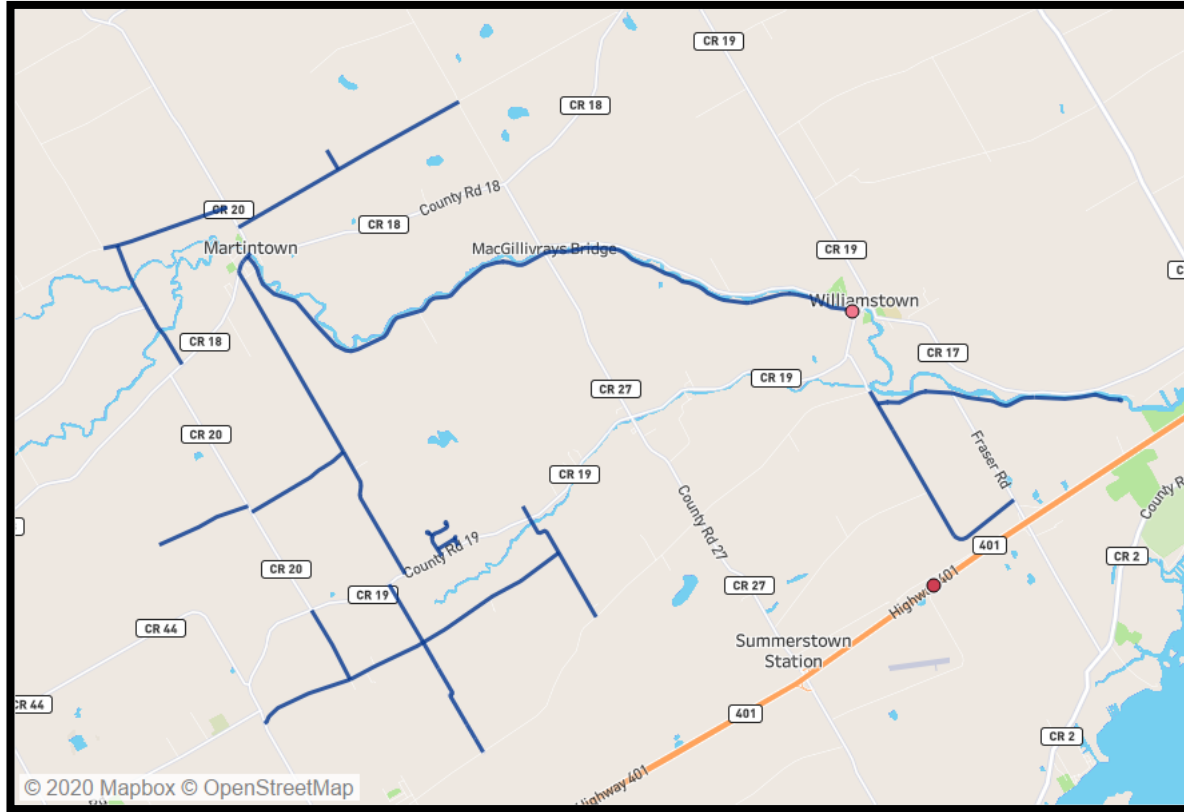 CR 19
CR 18
County Rd 18
CR 20
CR 18
Martintown
MacGillivrays Bridge
CR 19
Williamstown
CR 18
CR 17
CR 19
CR 27
CR 20
Fraser Rd
CR 19
County Rd 27
County R
401
CR 2
County Rd 19
CR 20
Highway 401
CR 27
CR 19
CR 44
Summerstown
Station
CR 44
401
CR 2
Highway 401
© 2020 Mapbox © OpenStreetMap